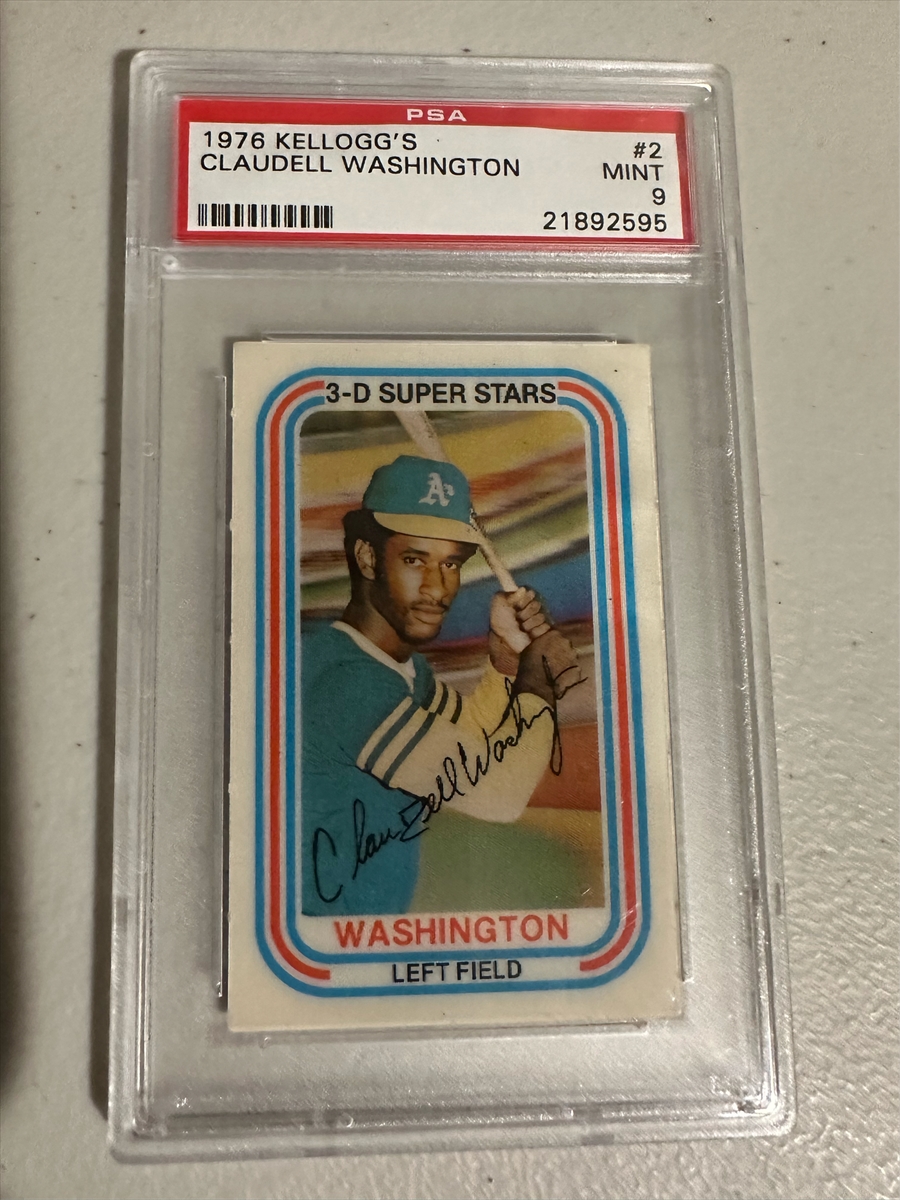 PSA
1976 KELLOGG'S #2
CLAUDELL WASHINGTON MINT
9
21892595
3-D SUPER STARS
A's
Claudell Washington
WASHINGTON
LEFT FIELD